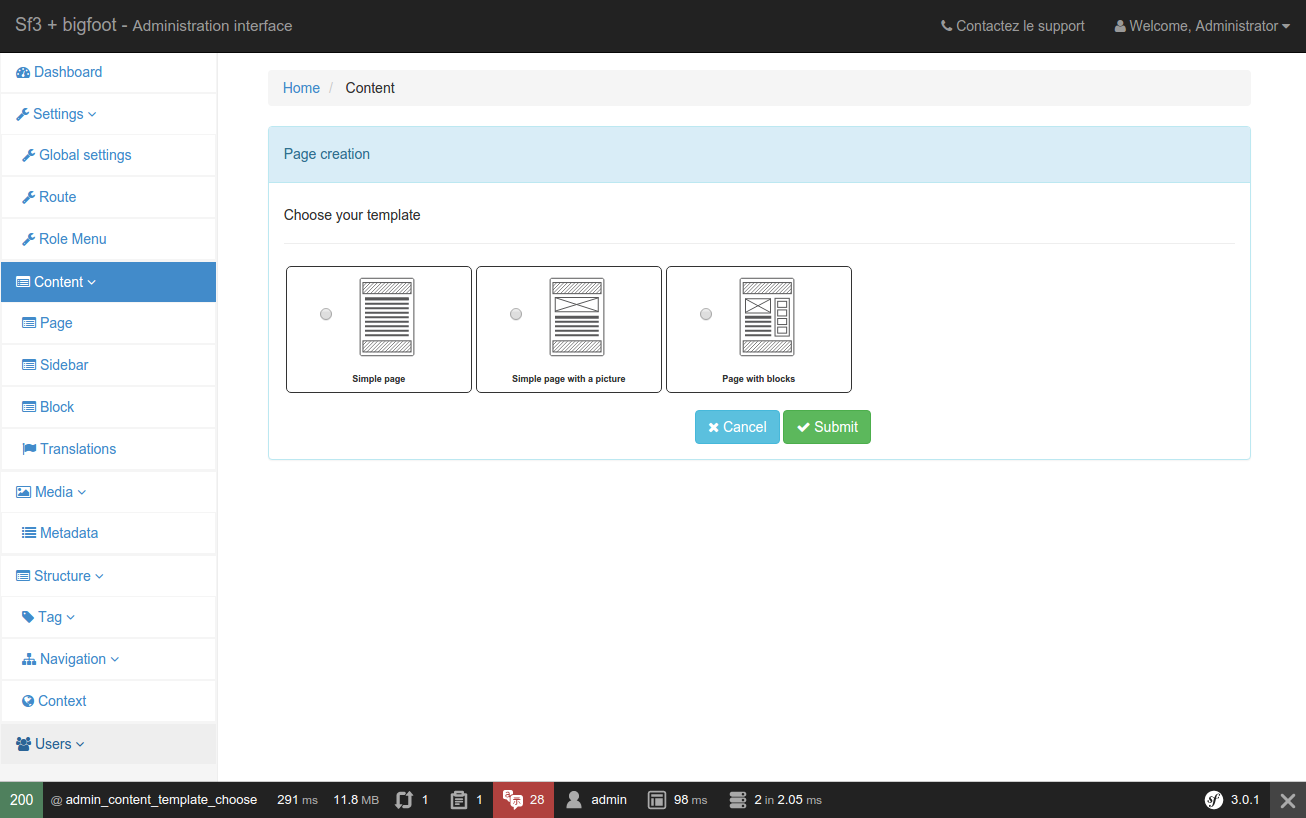 Sf3 + bigfoot - Administration interface
Contactez le support
Welcome, Administrator
Dashboard
Settings
Global settings
Route
Role Menu
Content
Page
Sidebar
Block
Translations
Media
Metadata
Structure
Tag
Navigation
Context
Users
Home / Content
Page creation
Choose your template
Simple page
Simple page with a picture
Page with blocks
Cancel
Submit
200 @ admin_content_template_choose 291 ms 11.8 MB 1 1 28 admin 98 ms 2 in 2.05 ms sf 3.0.1